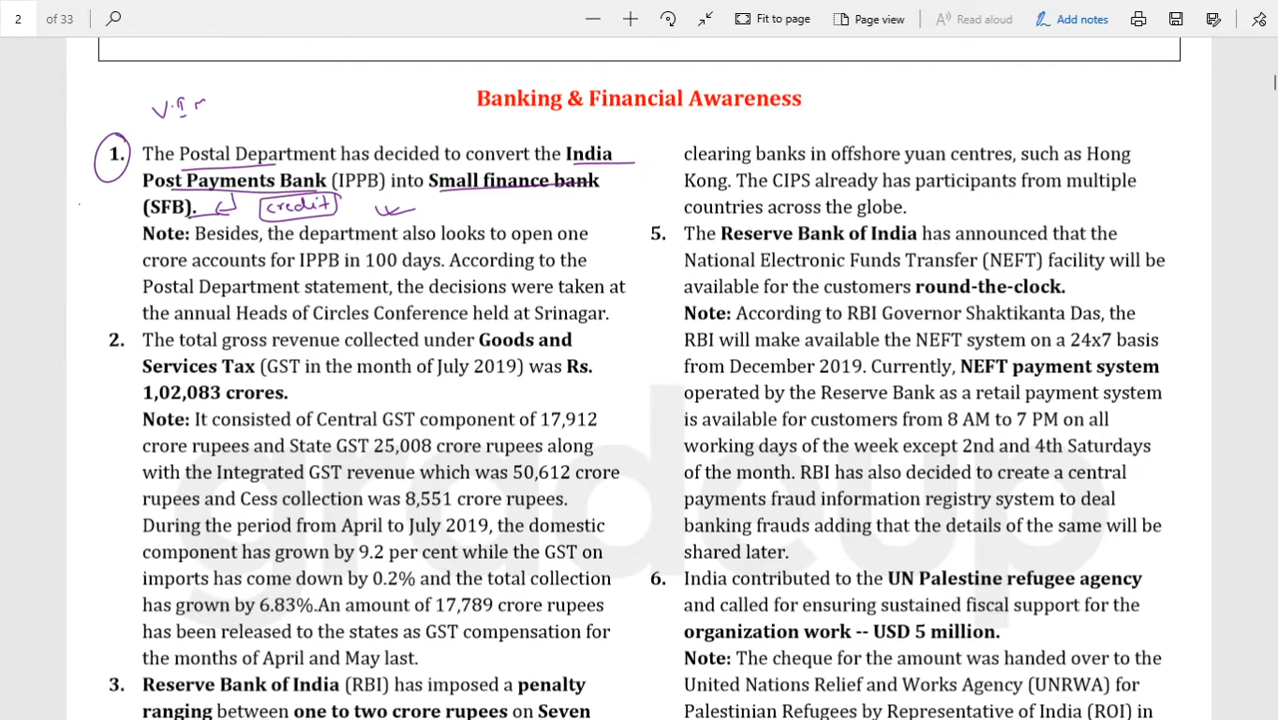 2 of 33
Fit to page
Page view
Read aloud
Add notes
Banking & Financial Awareness
1. The Postal Department has decided to convert the India
Post Payments Bank (IPPB) into Small finance bank
(SFB).
credit
Note: Besides, the department also looks to open one
crore accounts for IPPB in 100 days. According to the
Postal Department statement, the decisions were taken at
the annual Heads of Circles Conference held at Srinagar.
2. The total gross revenue collected under Goods and
Services Tax (GST in the month of July 2019) was Rs.
1,02,083 crores.
Note: It consisted of Central GST component of 17,912
crore rupees and State GST 25,008 crore rupees along
with the Integrated GST revenue which was 50,612 crore
rupees and Cess collection was 8,551 crore rupees.
During the period from April to July 2019, the domestic
component has grown by 9.2 per cent while the GST on
imports has come down by 0.2% and the total collection
has grown by 6.83%.An amount of 17,789 crore rupees
has been released to the states as GST compensation for
the months of April and May last.
3. Reserve Bank of India (RBI) has imposed a penalty
ranging between one to two crore rupees on Seven
clearing banks in offshore yuan centres, such as Hong
Kong. The CIPS already has participants from multiple
countries across the globe.
5. The Reserve Bank of India has announced that the
National Electronic Funds Transfer (NEFT) facility will be
available for the customers round-the-clock.
Note: According to RBI Governor Shaktikanta Das, the
RBI will make available the NEFT system on a 24x7 basis
from December 2019. Currently, NEFT payment system
operated by the Reserve Bank as a retail payment system
is available for customers from 8 AM to 7 PM on all
working days of the week except 2nd and 4th Saturdays
of the month. RBI has also decided to create a central
payments fraud information registry system to deal
banking frauds adding that the details of the same will be
shared later.
6. India contributed to the UN Palestine refugee agency
and called for ensuring sustained fiscal support for the
organization work -- USD 5 million.
Note: The cheque for the amount was handed over to the
United Nations Relief and Works Agency (UNRWA) for
Palestinian Refugees by Representative of India (ROI) in
gradeup